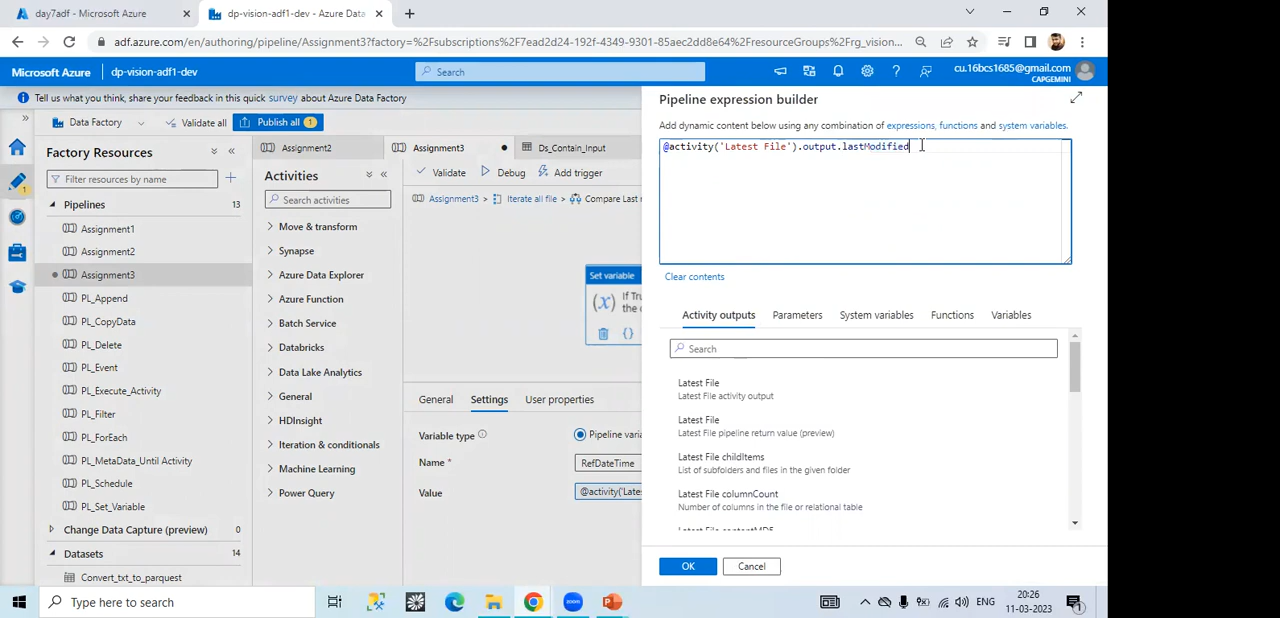 day7adf - Microsoft Azure
dp-vision-adf1-dev - Azure Data
adf.azure.com/en/authoring/pipeline/Assignment3?factory=%2Fsubscriptions%2F7ead2d24-192f-4349-9301-85aec2dd8e64%2FresourceGroups%2Frg_vision...
Microsoft Azure
dp-vision-adf1-dev
Search
cu.16bcs1685@gmail.com
CAPGEMINI
Tell us what you think, share your feedback in this quick survey about Azure Data Factory
Data Factory
Validate all
Publish all 1
Factory Resources
Filter resources by name
Pipelines 13
Assignment1
Assignment2
Assignment3
PL_Append
PL_CopyData
PL_Delete
PL_Event
PL_Execute_Activity
PL_Filter
PL_ForEach
PL_MetaData_Until Activity
PL_Schedule
PL_Set_Variable
Change Data Capture (preview) 0
Datasets 14
Convert_txt_to_parquest
Activities
Search activities
Move & transform
Synapse
Azure Data Explorer
Azure Function
Batch Service
Databricks
Data Lake Analytics
General
HDInsight
Iteration & conditionals
Machine Learning
Power Query
Assignment2
Assignment3
Ds_Contain_Input
Validate
Debug
Add trigger
Assignment3 > Iterate all file > Compare Last
Set variable
If Tru
the
General
Settings
User properties
Variable type
Pipeline varia
Name *
RefDateTime
Value
@activity('Lates
Pipeline expression builder
Add dynamic content below using any combination of expressions, functions and system variables.
@activity('Latest File').output.lastModified
Clear contents
Activity outputs
Parameters
System variables
Functions
Variables
Search
Latest File
Latest File activity output
Latest File
Latest File pipeline return value (preview)
Latest File childItems
List of subfolders and files in the given folder
Latest File columnCount
Number of columns in the file or relational table
Latest File contentMD5
OK
Cancel
Type here to search
ENG
20:26
11-03-2023